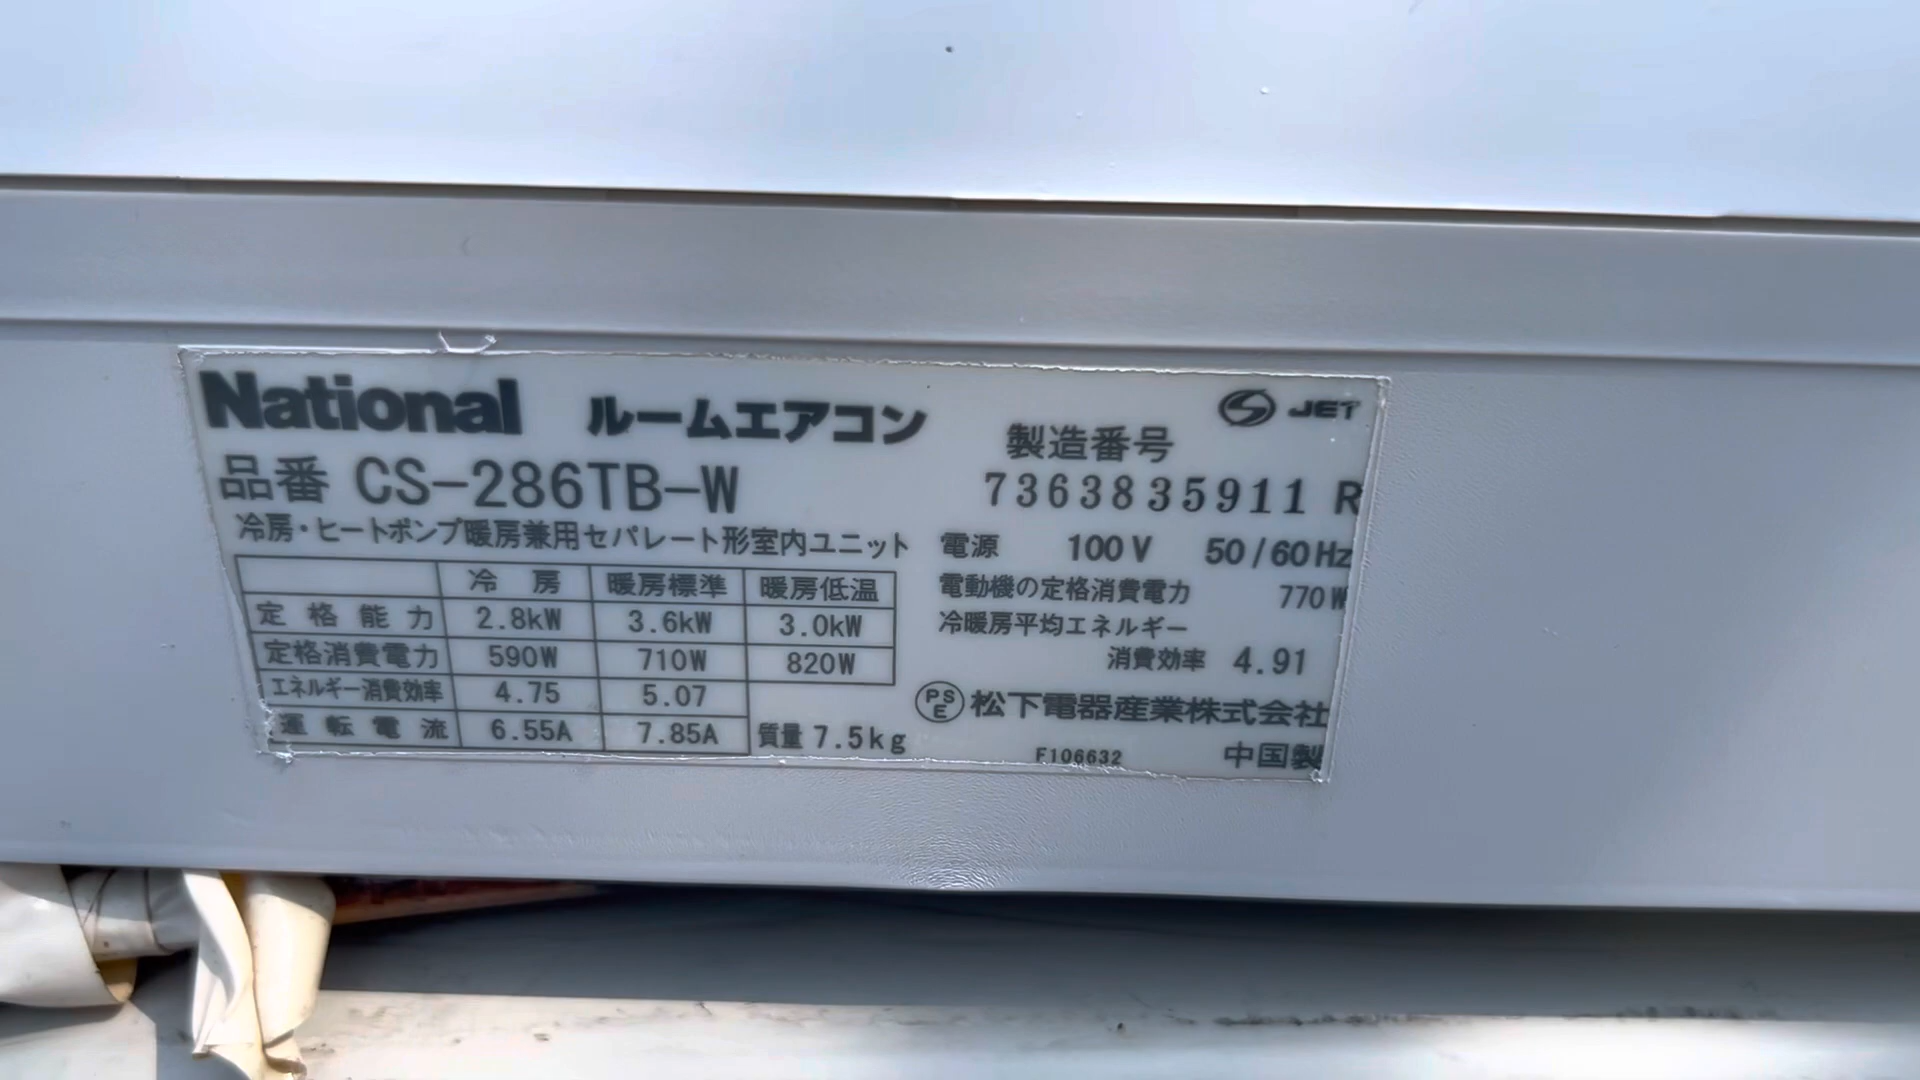 National ルームエアコン
JET
品番 CS-286TB-W
製造番号
7363835911 R
冷房・ヒートポンプ暖房兼用セパレート形室内ユニット
電源 100V 50/60Hz
電動機の定格消費電力 770W
冷暖房平均エネルギー
消費効率 4.91
冷房 暖房標準 暖房低温
定格能力 2.8kW 3.6kW 3.0kW
定格消費電力 590W 710W 820W
エネルギー消費効率 4.75 5.07
運転電流 6.55A 7.85A
質量 7.5kg
PSE 松下電器産業株式会社
F106632 中国製